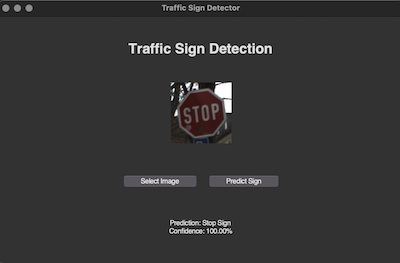 Traffic Sign Detector
Traffic Sign Detection
STOP
Select Image
Predict Sign
Prediction: Stop Sign
Confidence: 100.00%